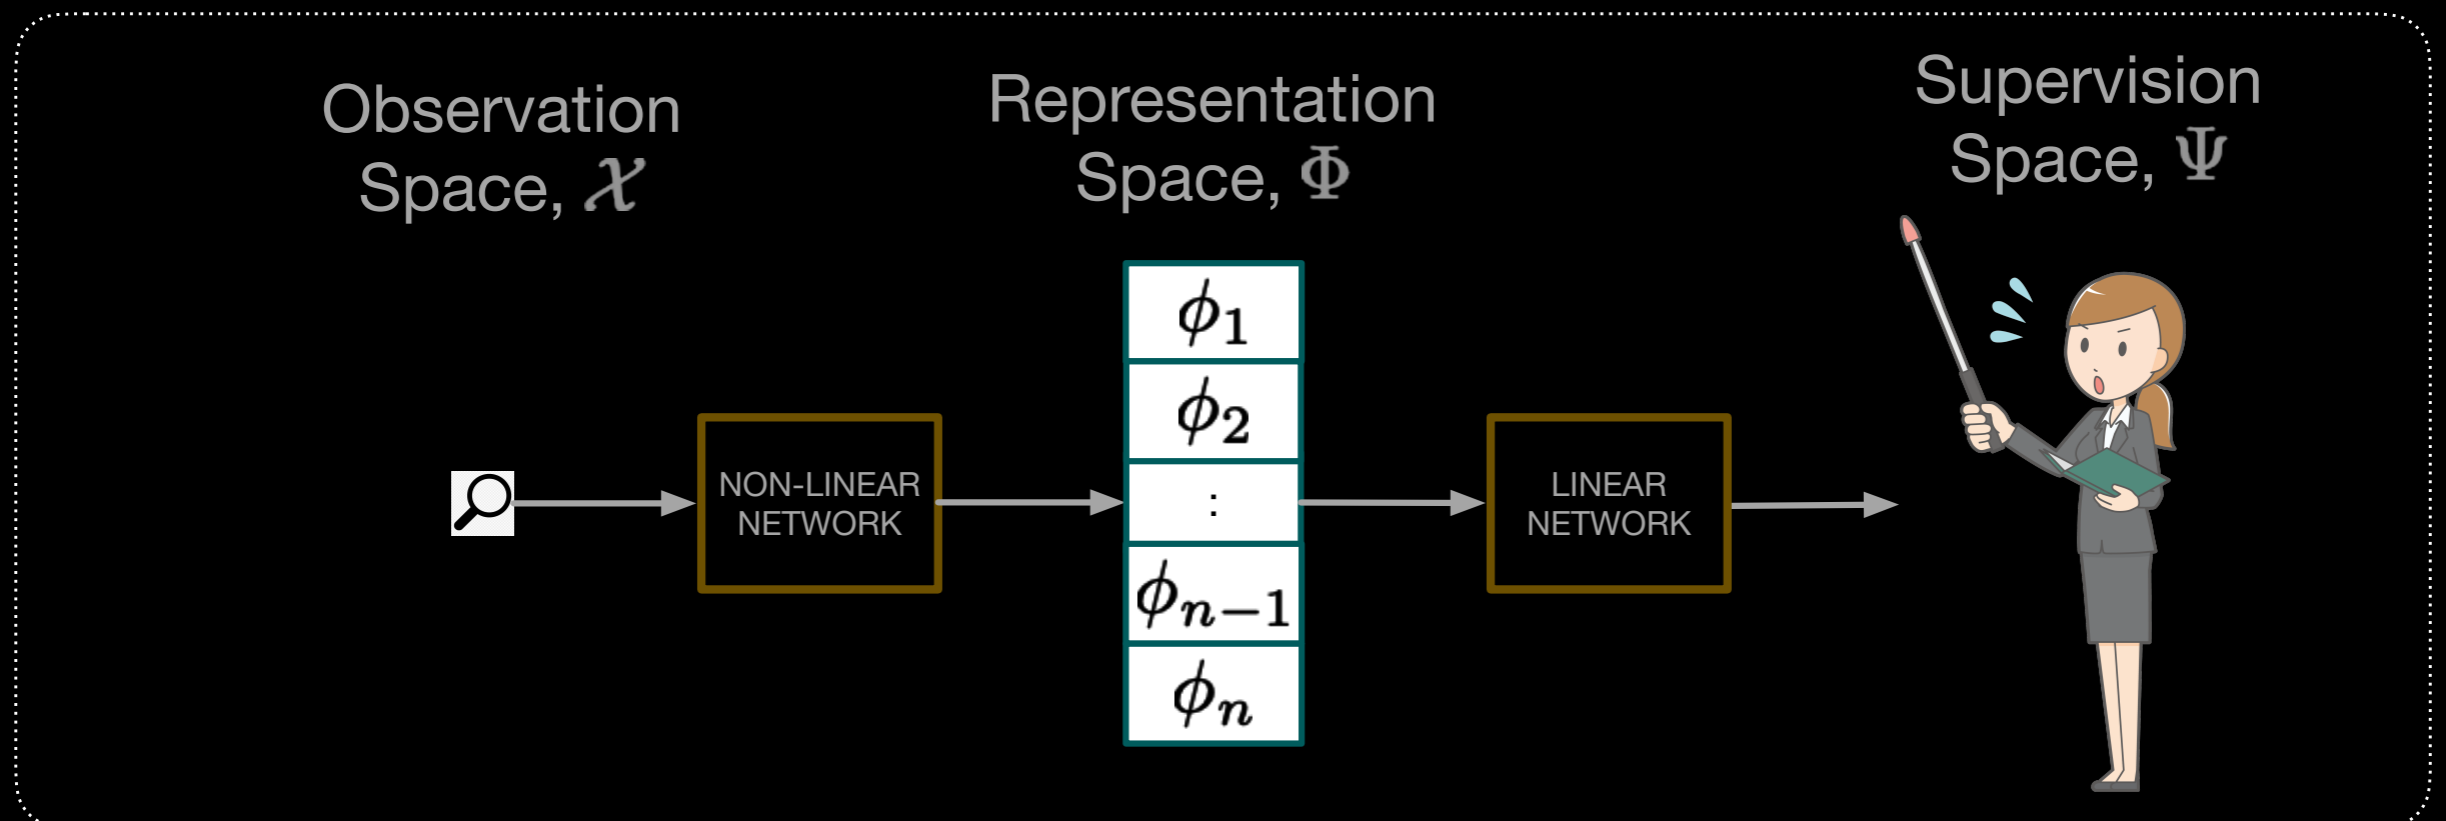 Observation
Space, 𝒳
Representation
Space, Φ
Supervision
Space, Ψ
ϕ₁
ϕ₂
:
ϕₙ₋₁
ϕₙ
NON-LINEAR
NETWORK
LINEAR
NETWORK